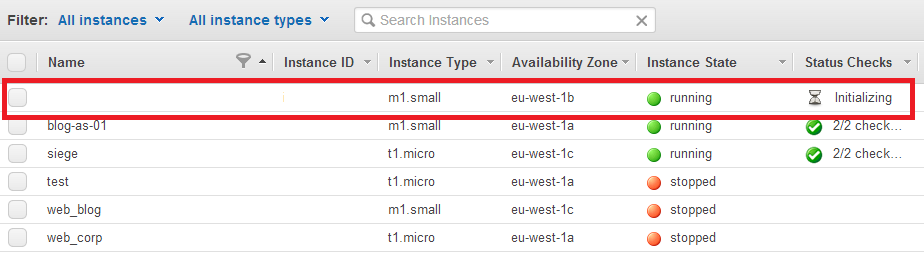 Filter: All instances All instance types Search Instances
Name Instance ID Instance Type Availability Zone Instance State Status Checks
m1.small eu-west-1b running Initializing
blog-as-01 m1.small eu-west-1a running 2/2 check...
siege t1.micro eu-west-1c running 2/2 check...
test t1.micro eu-west-1a stopped
web_blog m1.small eu-west-1c stopped
web_corp t1.micro eu-west-1a stopped